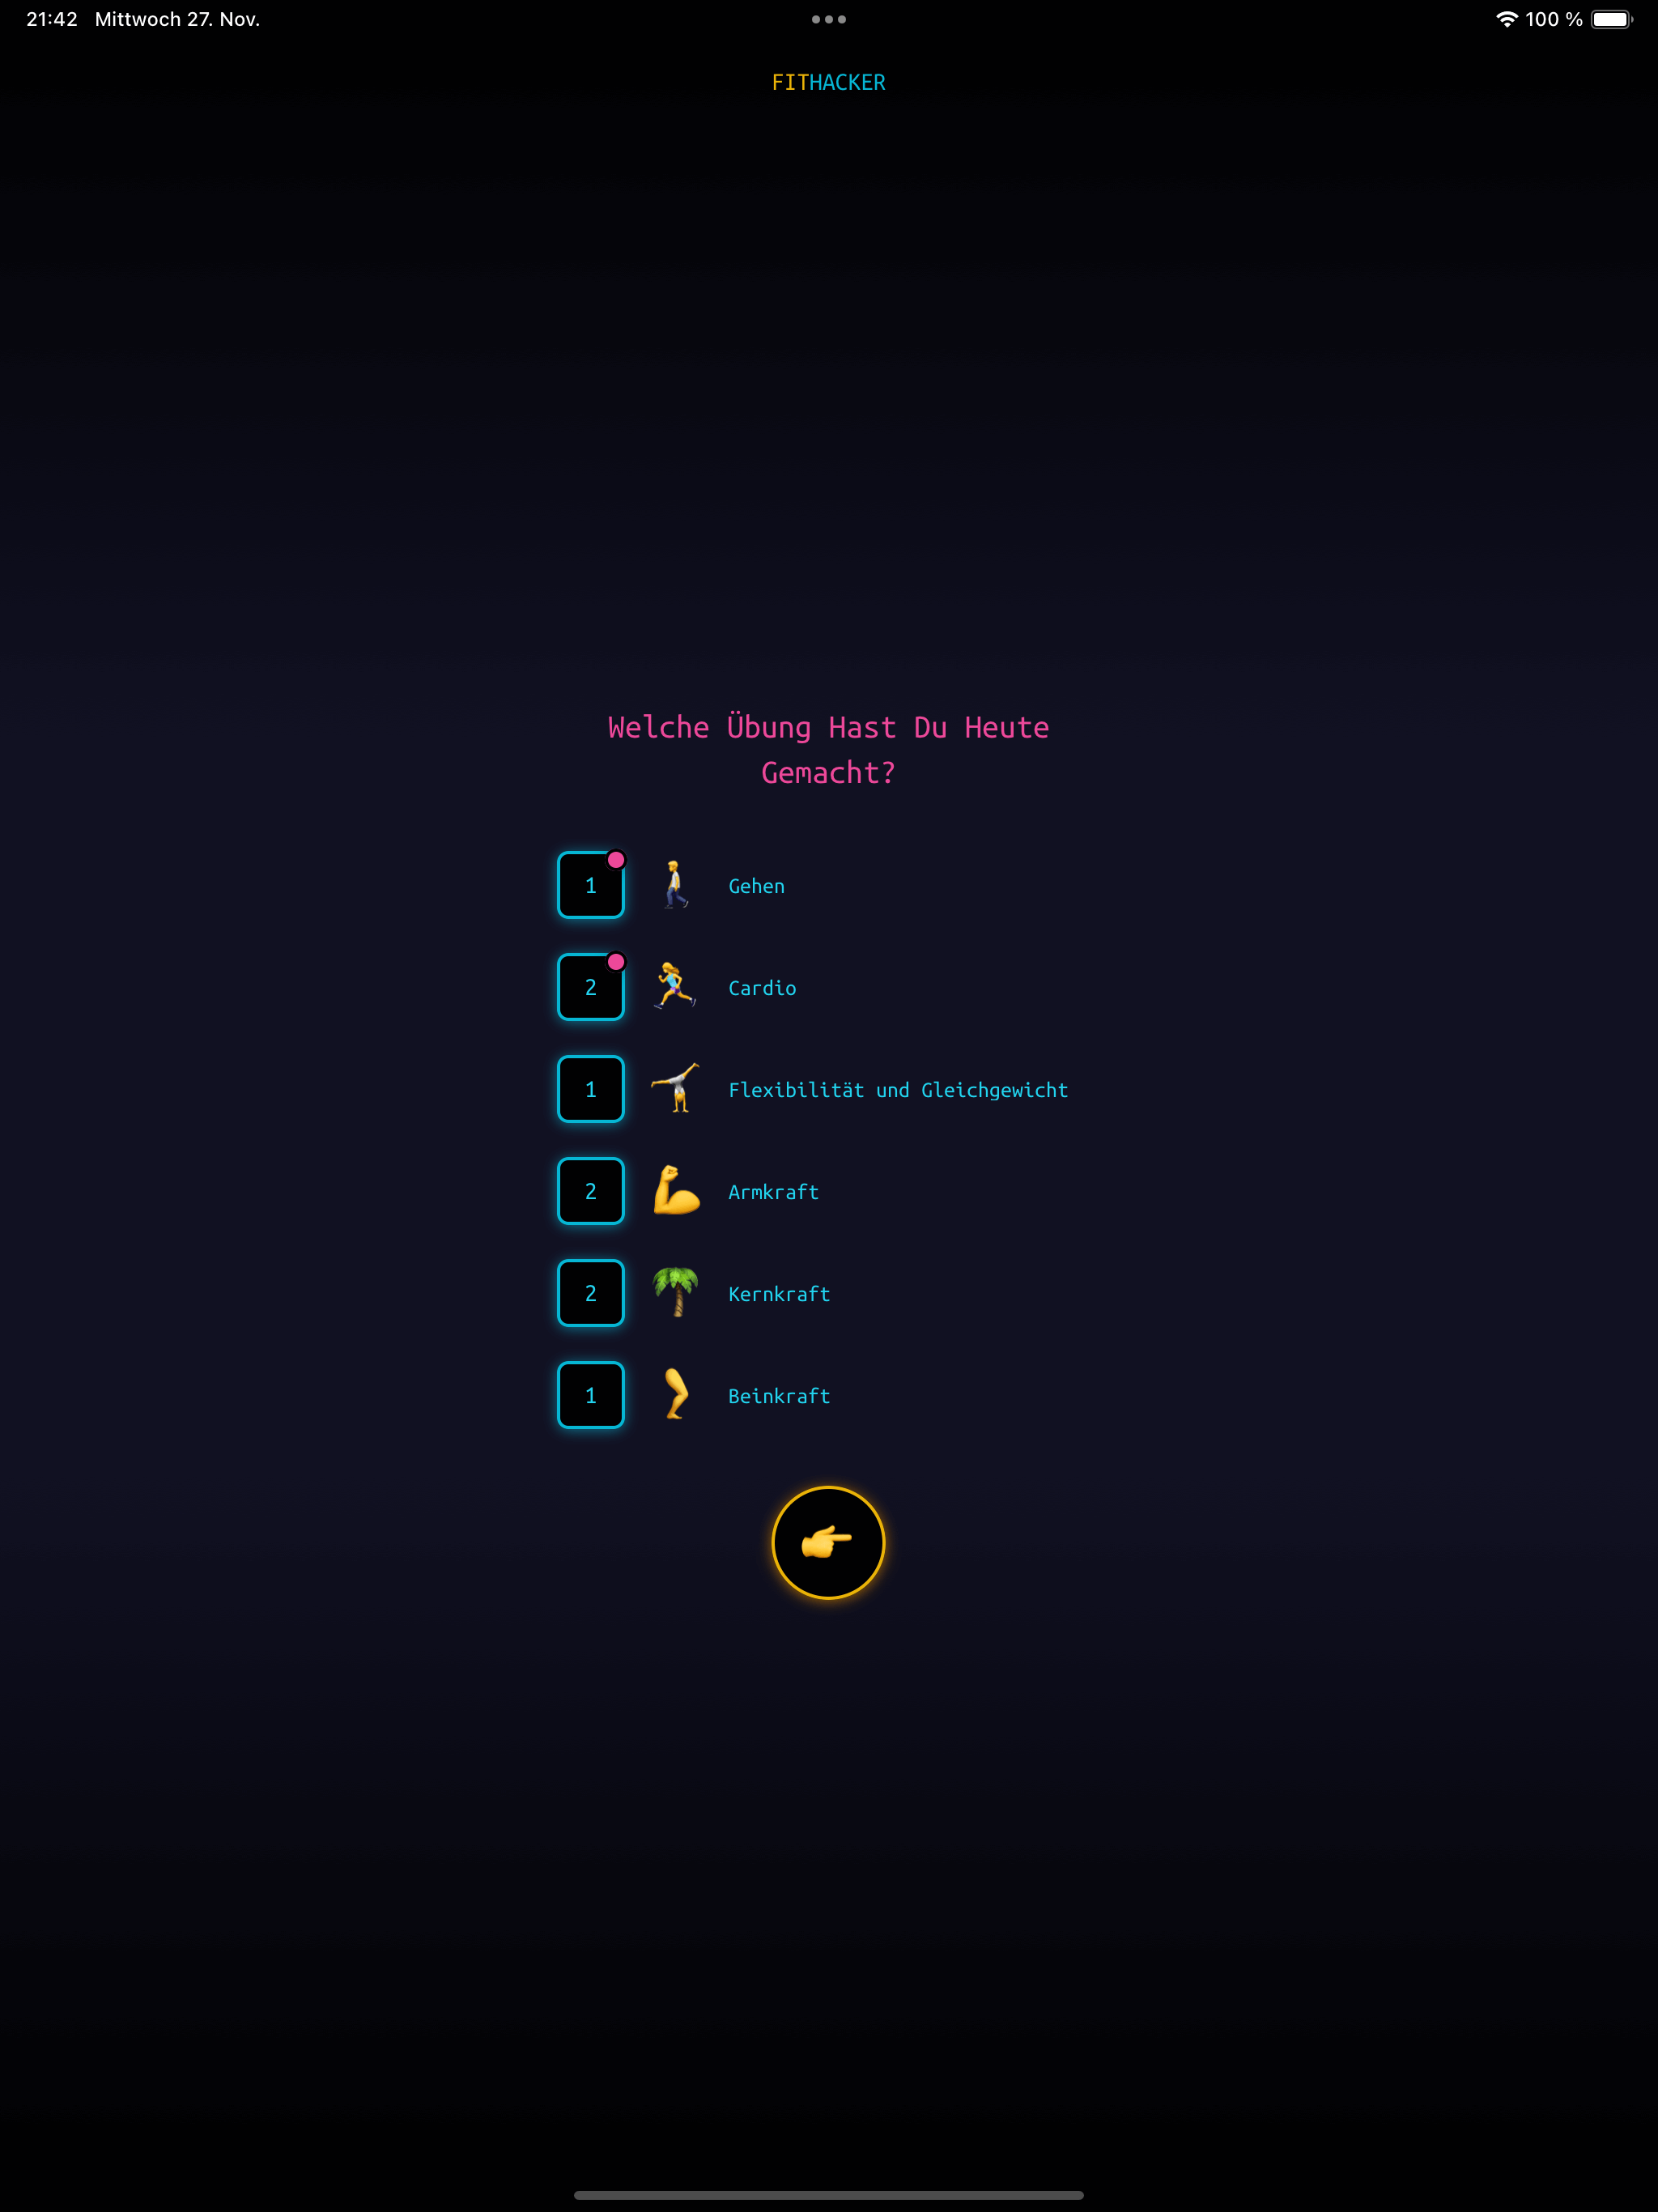 21:42 Mittwoch 27. Nov.
100 %
FITHACKER
Welche Übung Hast Du Heute
Gemacht?
1 Gehen
2 Cardio
1 Flexibilität und Gleichgewicht
2 Armkraft
2 Kernkraft
1 Beinkraft